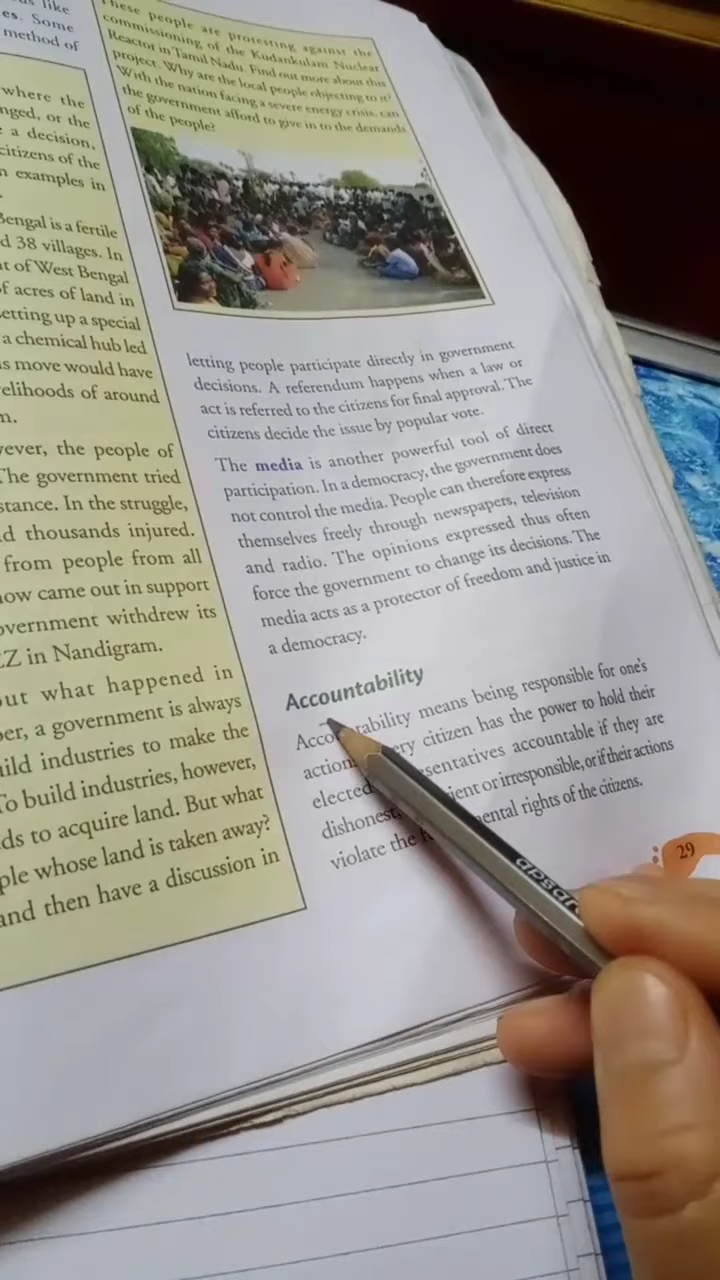 es. Some
method of
where the
nged, or the
a decision,
citizens of the
n examples in
Bengal is a fertile
d 38 villages. In
nt of West Bengal
f acres of land in
etting up a special
a chemical hub led
s move would have
elihoods of around
n.
ever, the people of
The government tried
stance. In the struggle,
d thousands injured.
from people from all
now came out in support
overnment withdrew its
EZ in Nandigram.
out what happened in
er, a government is always
uild industries to make the
To build industries, however,
ds to acquire land. But what
ple whose land is taken away?
and then have a discussion in
These people are protesting against the
commissioning of the Kudankulam Nuclear
Reactor in Tamil Nadu. Find out more about this
project. Why are the local people objecting to it?
With the nation facing a severe energy crisis, can
the government afford to give in to the demands
of the people?
letting people participate directly in government
decisions. A referendum happens when a law or
act is referred to the citizens for final approval. The
citizens decide the issue by popular vote.
The media is another powerful tool of direct
participation. In a democracy, the government does
not control the media. People can therefore express
themselves freely through newspapers, television
and radio. The opinions expressed thus often
force the government to change its decisions. The
media acts as a protector of freedom and justice in
a democracy.
Accountability
Accountability means being responsible for one's
action ery citizen has the power to hold their
elected esentatives accountable if they are
dishonest, ient or irresponsible, or if their actions
violate the f mental rights of the citizens.
29
apsar